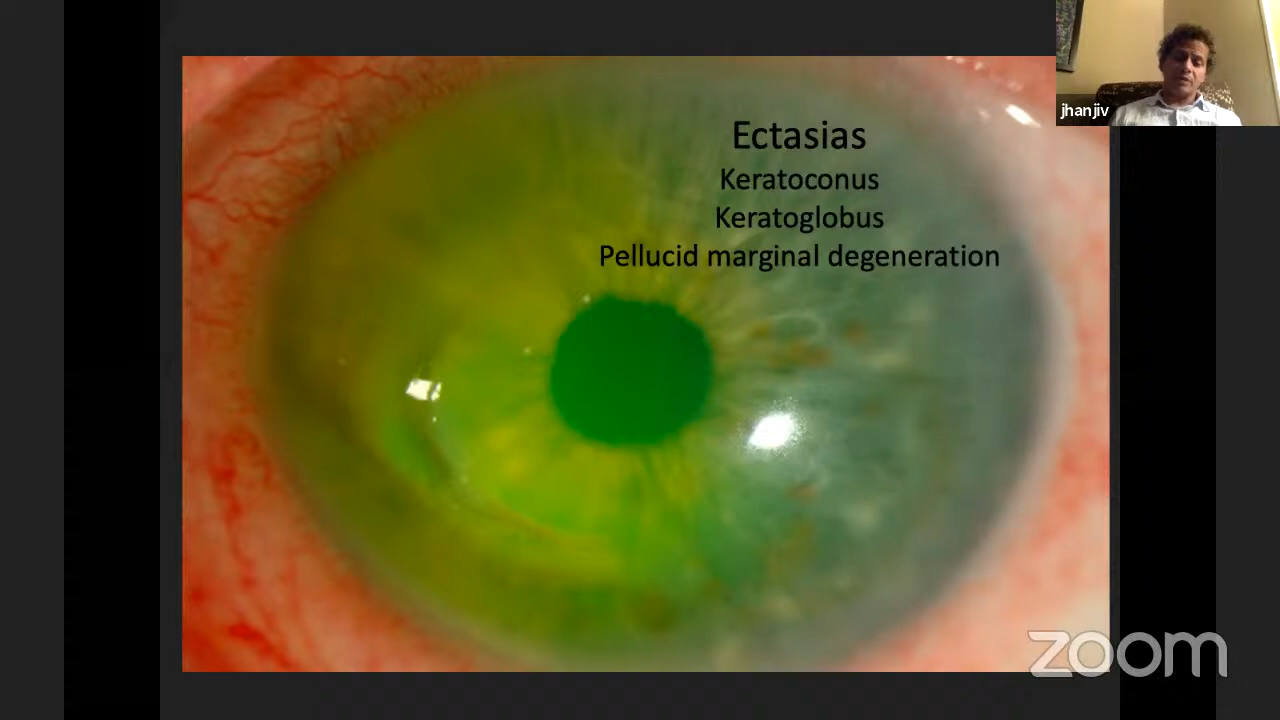 Ectasias
Keratoconus
Keratoglobus
Pellucid marginal degeneration
jhanjiv
zoom